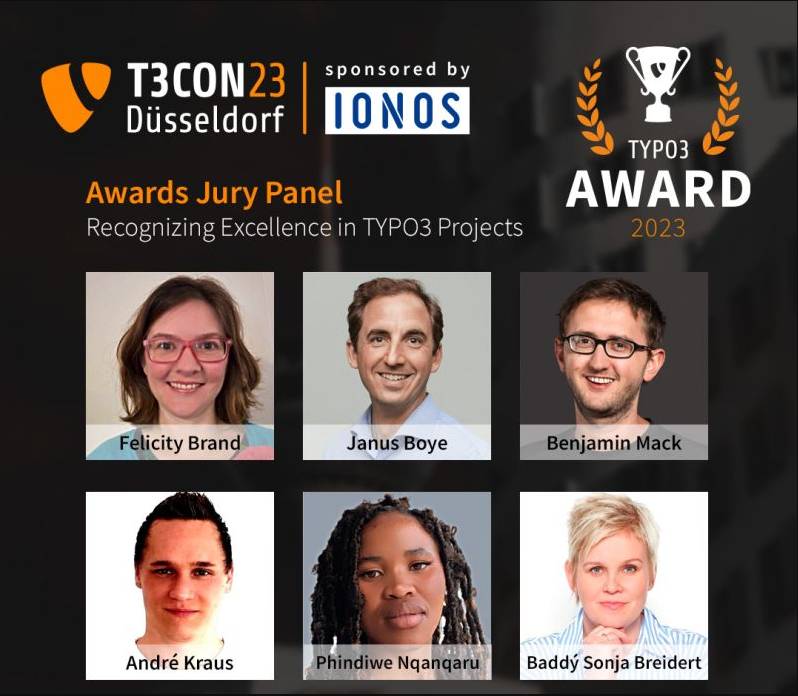 T3CON23
Düsseldorf
sponsored by
IONOS
TYPO3
AWARD
2023
Awards Jury Panel
Recognizing Excellence in TYPO3 Projects
Felicity Brand
Janus Boye
Benjamin Mack
André Kraus
Phindiwe Nqanqaru
Baddý Sonja Breidert